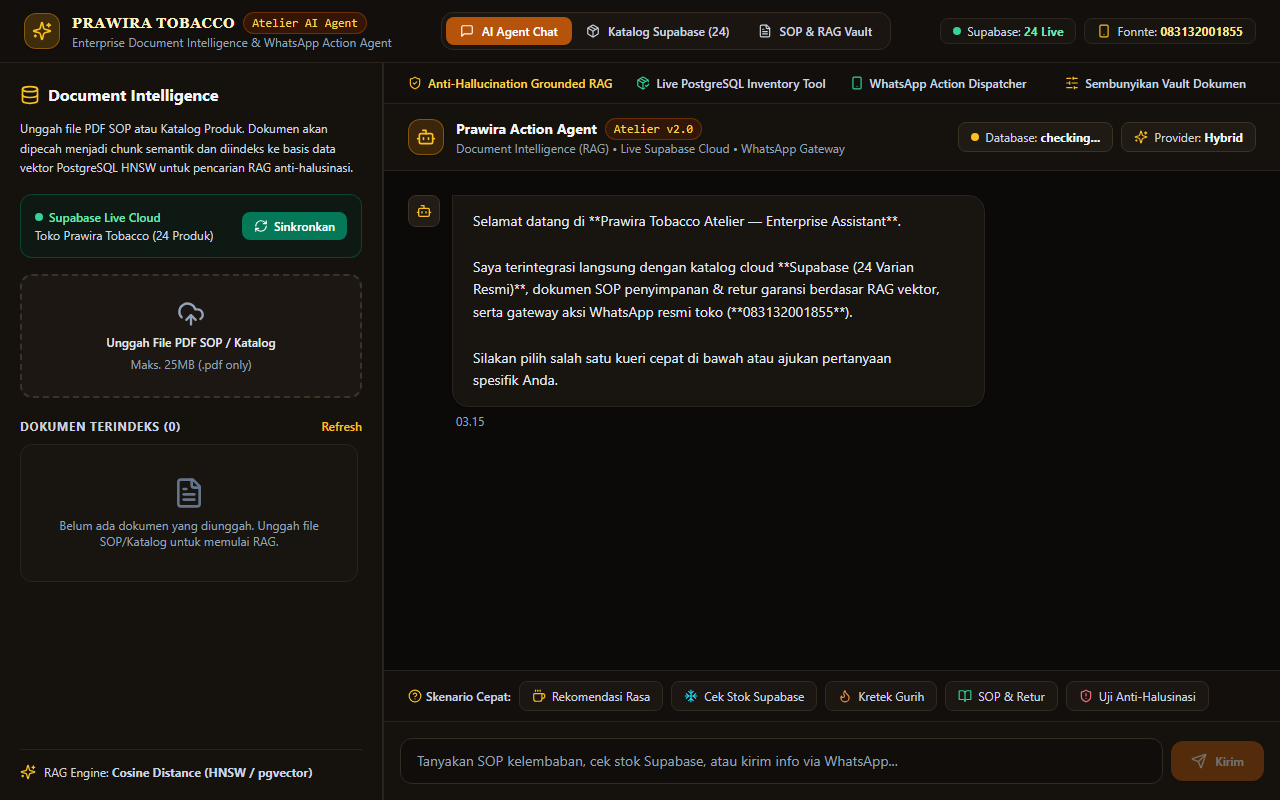 PRAWIRA TOBACCO
Atelier AI Agent
Enterprise Document Intelligence & WhatsApp Action Agent
AI Agent Chat
Katalog Supabase (24)
SOP & RAG Vault
Supabase: 24 Live
Fonnte: 083132001855
Document Intelligence
Unggah file PDF SOP atau Katalog Produk. Dokumen akan
dipecah menjadi chunk semantik dan diindeks ke basis data
vektor PostgreSQL HNSW untuk pencarian RAG anti-halusinasi.
Supabase Live Cloud
Toko Prawira Tobacco (24 Produk)
Sinkronkan
Unggah File PDF SOP / Katalog
Maks. 25MB (.pdf only)
DOKUMEN TERINDEKS (0)
Refresh
Belum ada dokumen yang diunggah. Unggah file
SOP/Katalog untuk memulai RAG.
RAG Engine: Cosine Distance (HNSW / pgvector)
Anti-Hallucination Grounded RAG
Live PostgreSQL Inventory Tool
WhatsApp Action Dispatcher
Sembunyikan Vault Dokumen
Prawira Action Agent
Atelier v2.0
Document Intelligence (RAG) • Live Supabase Cloud • WhatsApp Gateway
Database: checking...
Provider: Hybrid
Selamat datang di **Prawira Tobacco Atelier — Enterprise Assistant**.
Saya terintegrasi langsung dengan katalog cloud **Supabase (24 Varian
Resmi)**, dokumen SOP penyimpanan & retur garansi berdasar RAG vektor,
serta gateway aksi WhatsApp resmi toko (**083132001855**).
Silakan pilih salah satu kueri cepat di bawah atau ajukan pertanyaan
spesifik Anda.
03.15
Skenario Cepat:
Rekomendasi Rasa
Cek Stok Supabase
Kretek Gurih
SOP & Retur
Uji Anti-Halusinasi
Tanyakan SOP kelembaban, cek stok Supabase, atau kirim info via WhatsApp...
Kirim